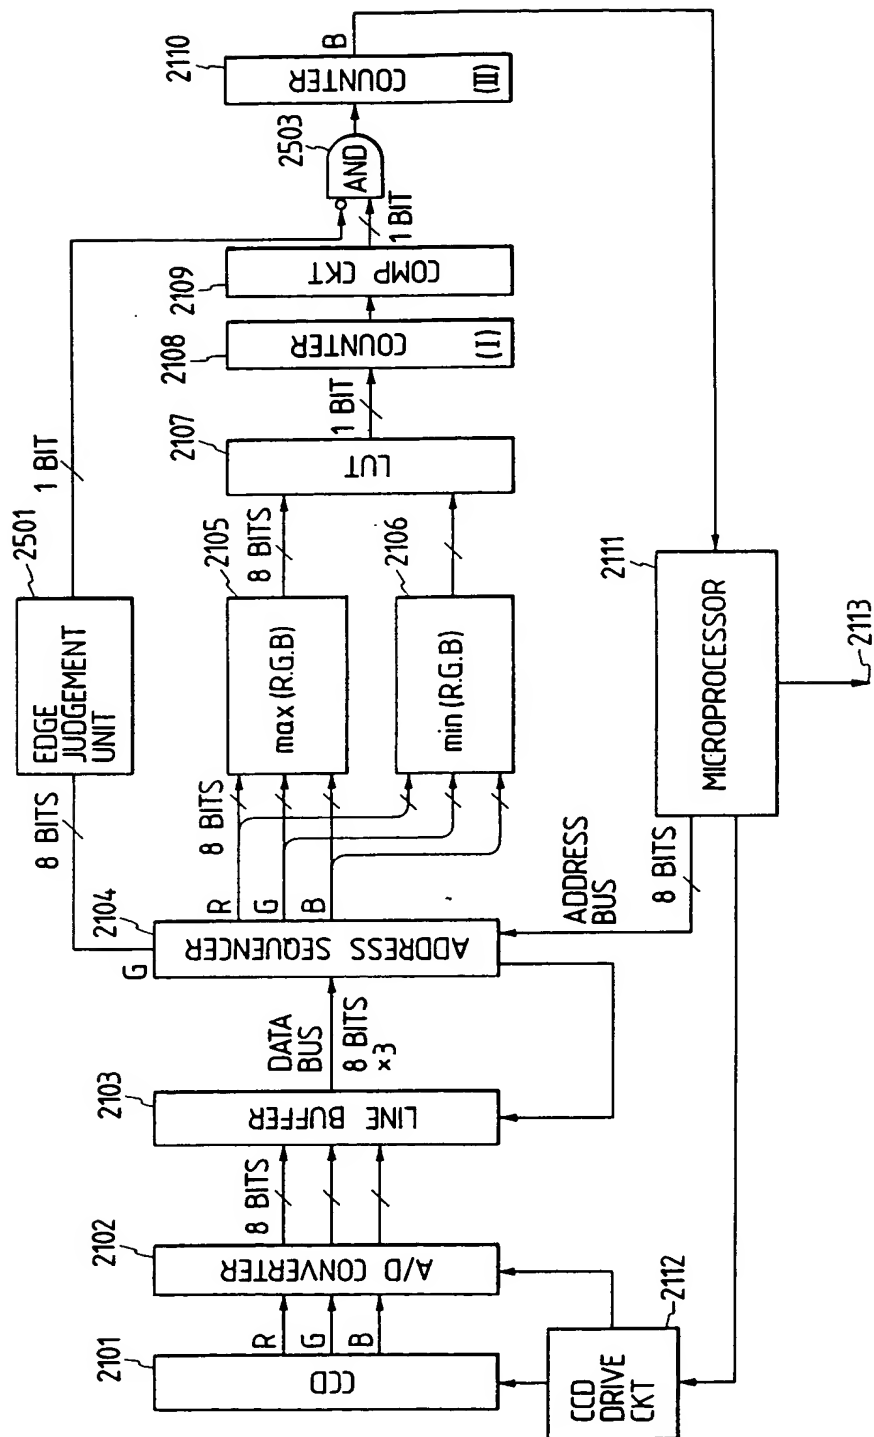 2101
CCD
R
G
B
2102
A/D CONVERTER
8 BITS
2103
LINE BUFFER
DATA
BUS
8 BITS
×3
G
2104
ADDRESS SEQUENCER
R
G
B
8 BITS
8 BITS
EDGE
JUDGEMENT
UNIT
2501
1 BIT
max (R.G.B)
2105
8 BITS
min (R.G.B)
2106
2107
LUT
1 BIT
2108
COUNTER
(I)
2109
COMP CKT
1 BIT
AND
2503
2110
COUNTER
(II)
B
ADDRESS
BUS
8 BITS
MICROPROCESSOR
2111
2113
CCD
DRIVE
CKT
2112